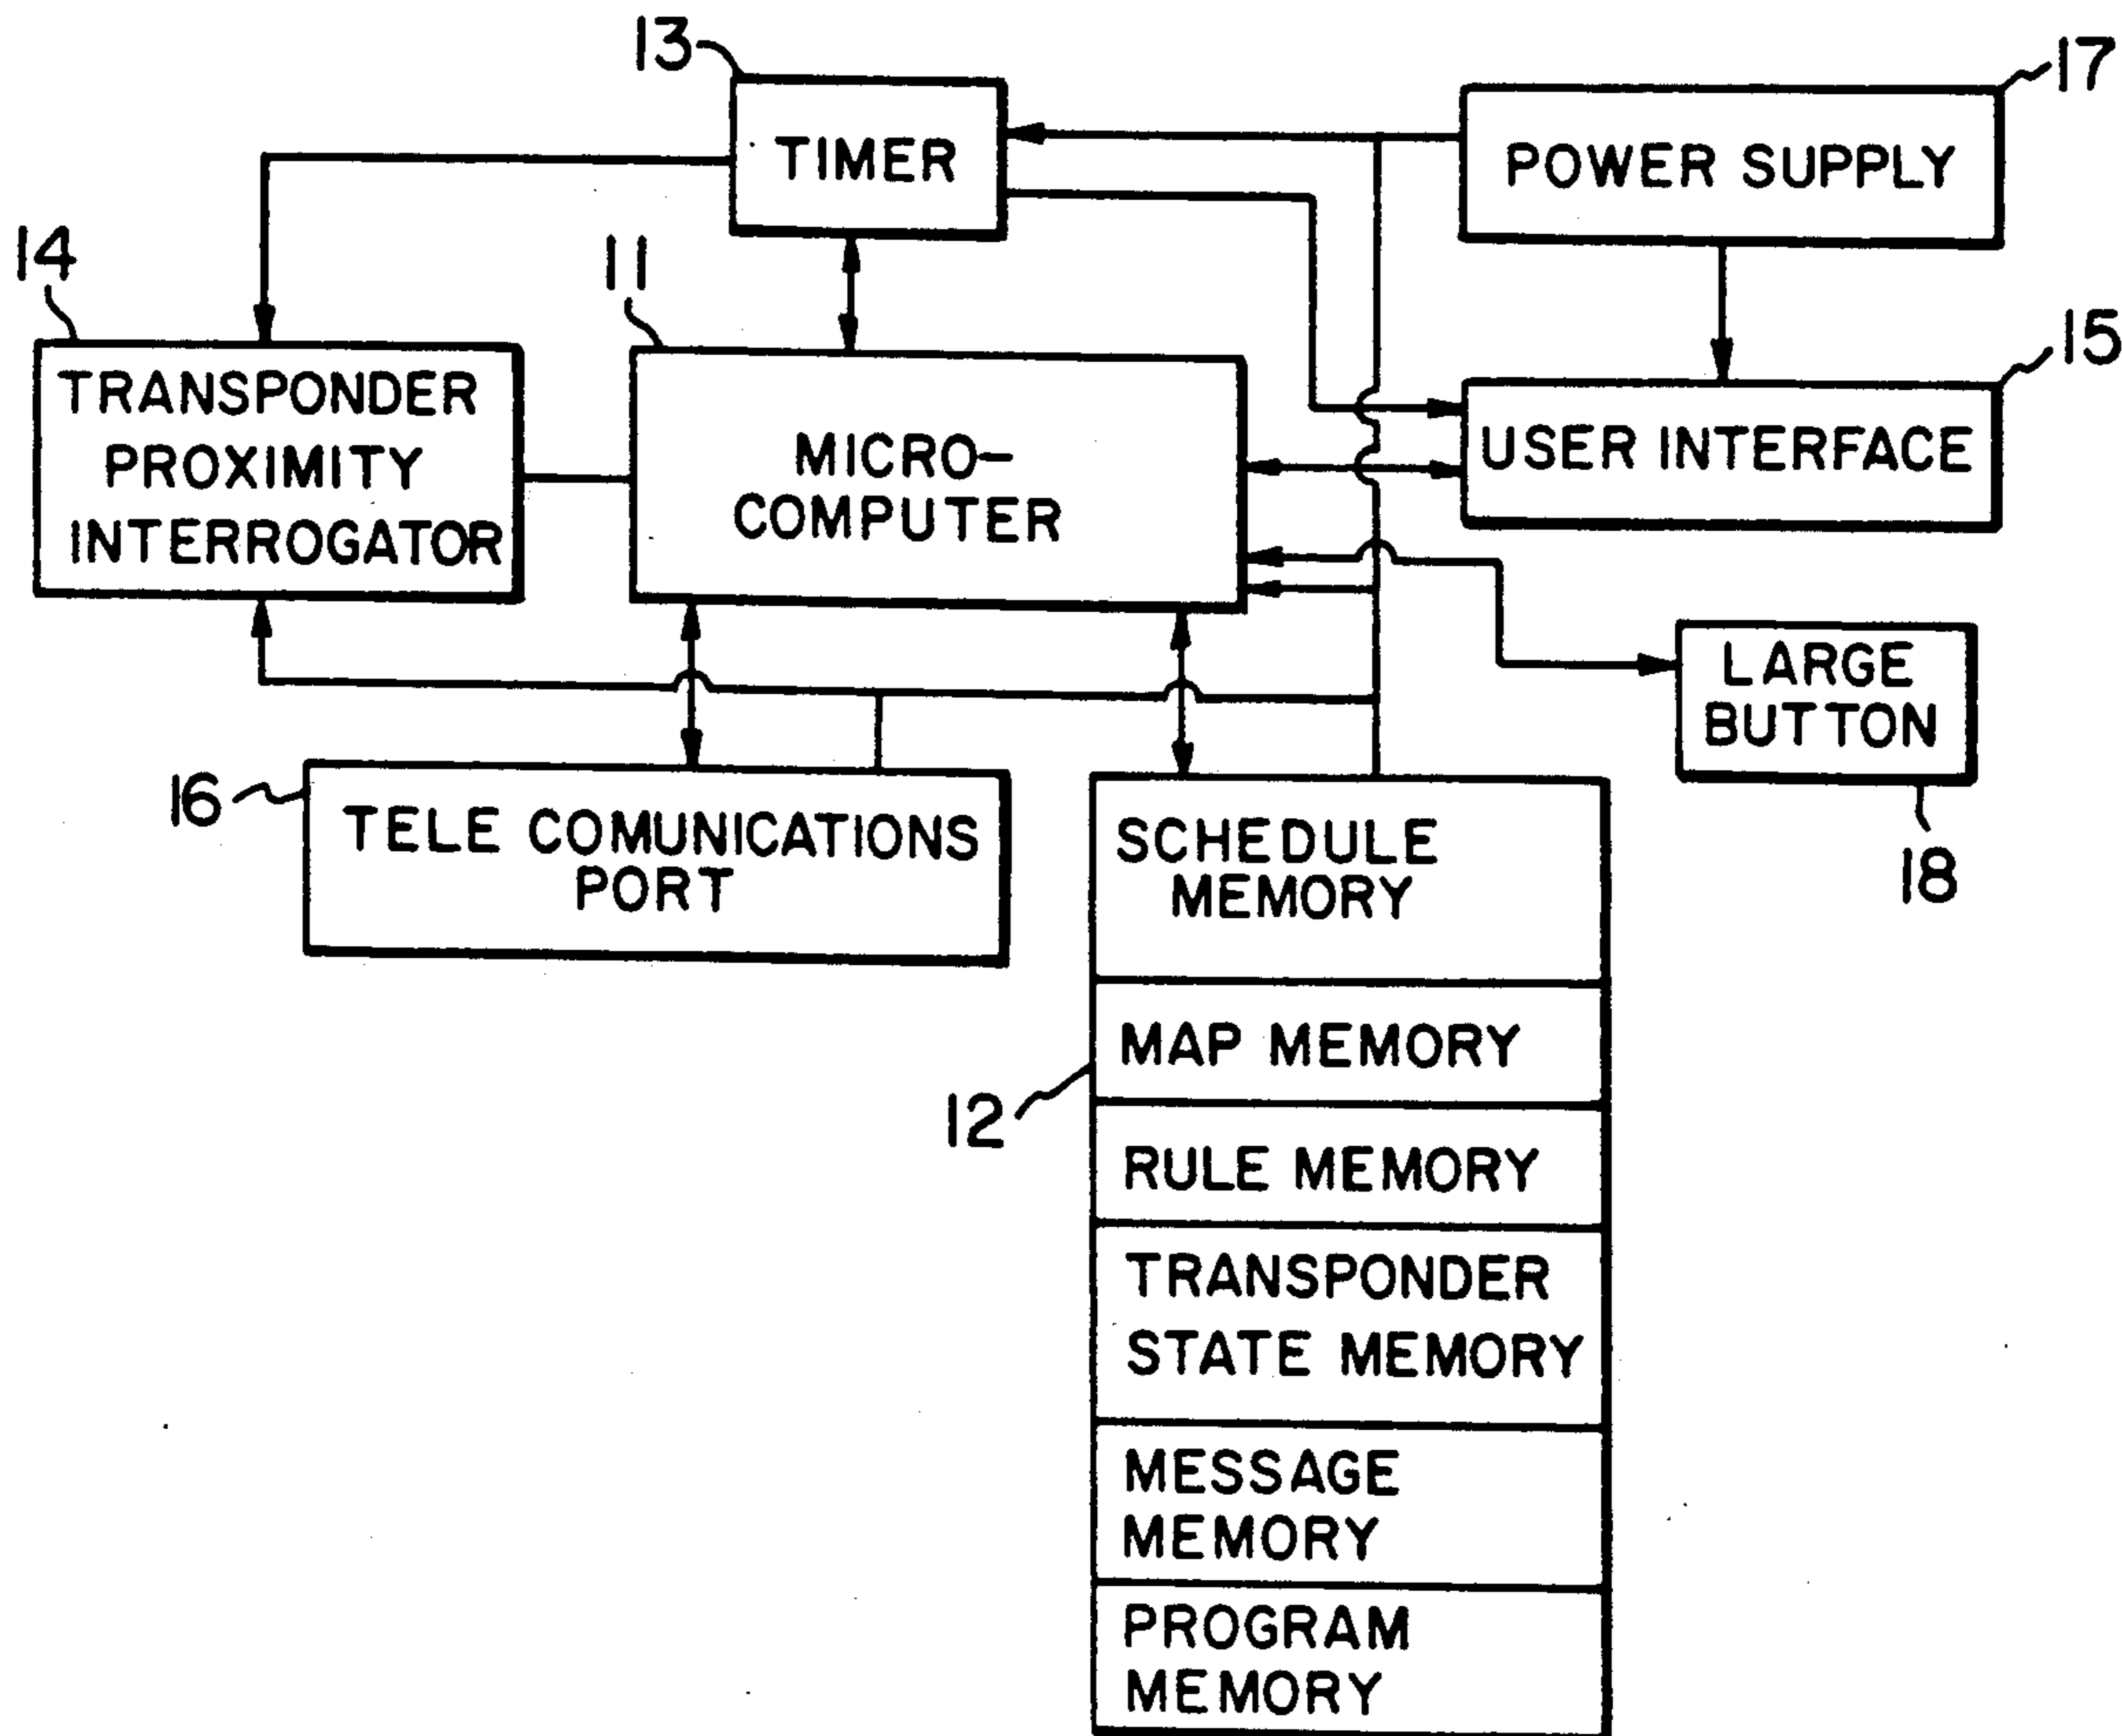 13
TIMER
17
POWER SUPPLY
14
TRANSPONDER
PROXIMITY
INTERROGATOR
11
MICRO-
COMPUTER
15
USER INTERFACE
LARGE
BUTTON
18
16
TELE COMUNICATIONS
PORT
SCHEDULE
MEMORY
MAP MEMORY
12
RULE MEMORY
TRANSPONDER
STATE MEMORY
MESSAGE
MEMORY
PROGRAM
MEMORY